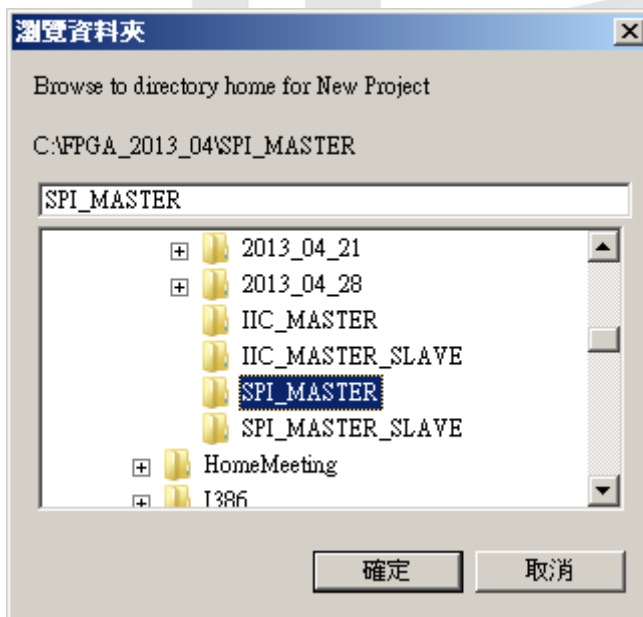 瀏覽資料夾
Browse to directory home for New Project
C:\FPGA_2013_04\SPI_MASTER
SPI_MASTER
2013_04_21
2013_04_28
IIC_MASTER
IIC_MASTER_SLAVE
SPI_MASTER
SPI_MASTER_SLAVE
HomeMeeting
I386
確定 取消